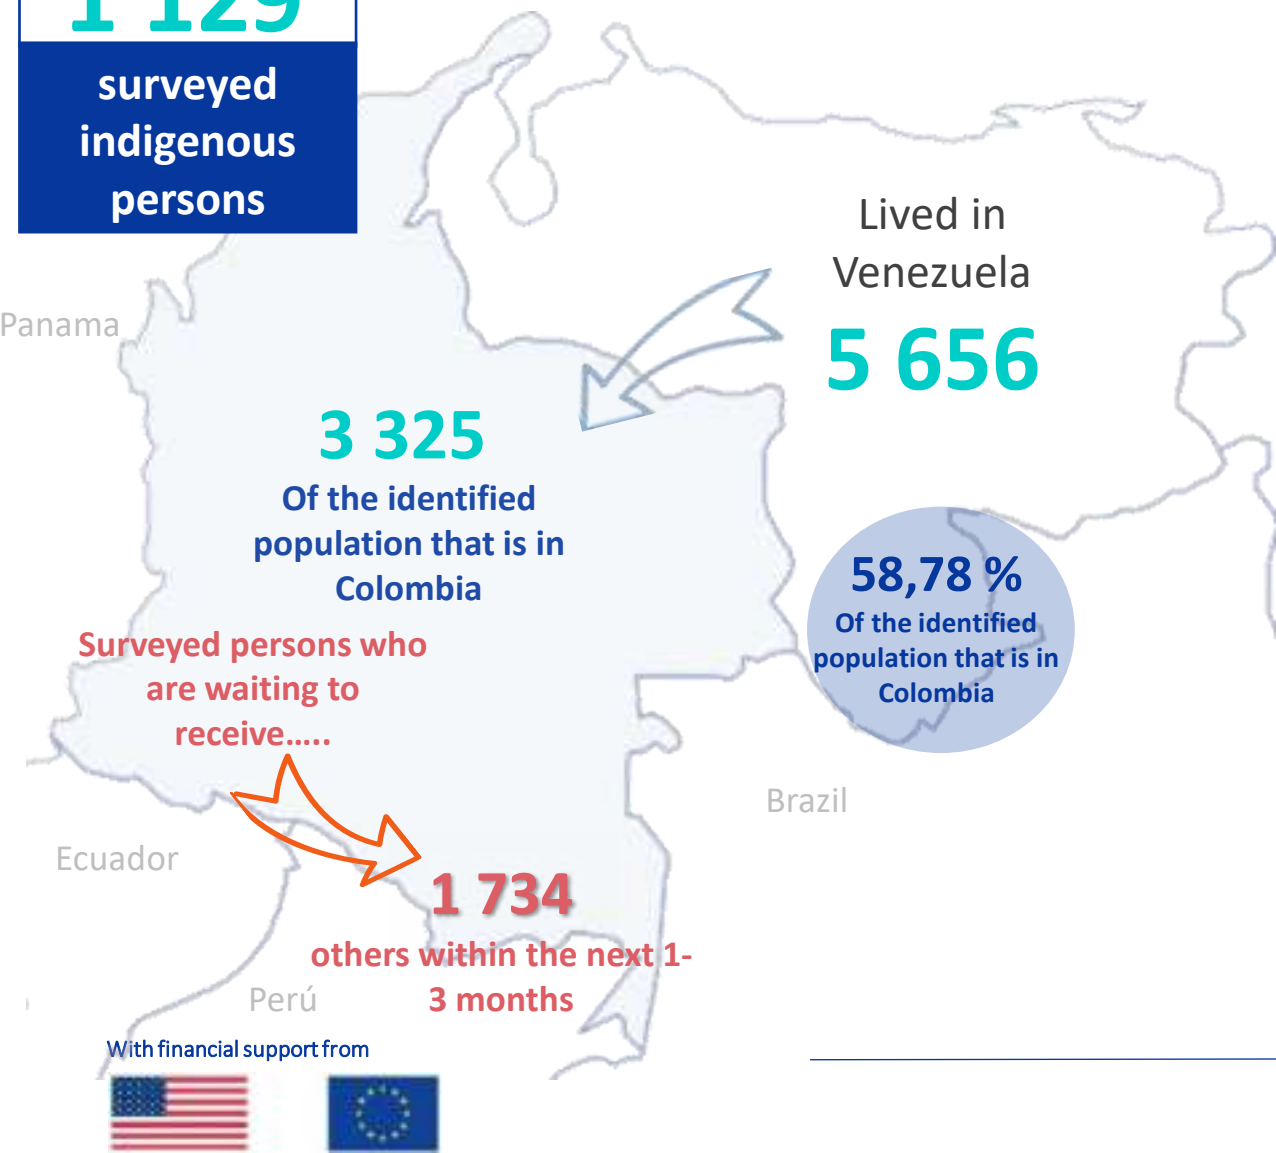 1 129
surveyed
indigenous
persons
Lived in
Venezuela
5 656
Panama
3 325
Of the identified
population that is in
Colombia
58,78 %
Of the identified
population that is in
Colombia
Surveyed persons who
are waiting to
receive.....
Brazil
Ecuador
1 734
others within the next 1-
3 months
Perú
With financial support from